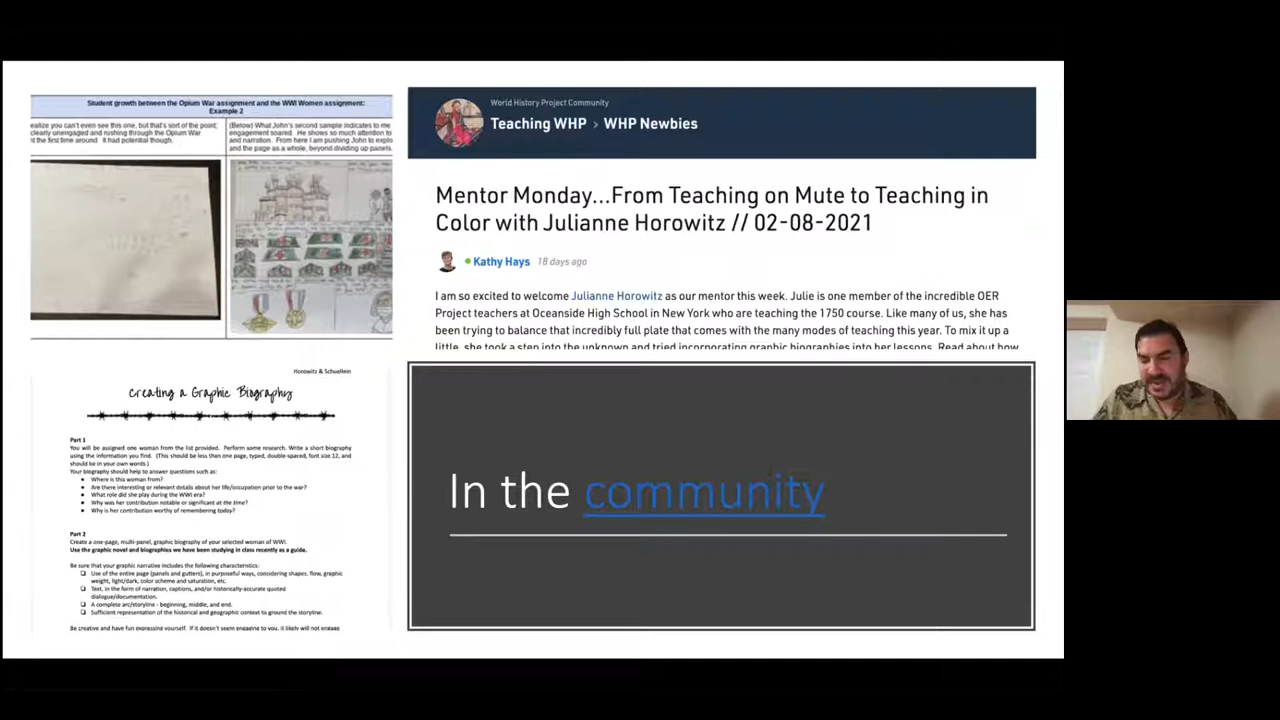 Student growth between the Opium War assignment and the WWI Women assignment:
Example 2
ealize you can't even see this one, but that's sort of the point;
clearly unengaged and rushing through the Opium War
t the first time around. It had potential though.
(Below) What John's second sample indicates to me
engagement soared. He shows so much attention to
and narration. From here I am pushing John to explo
and the page as a whole, beyond dividing up panels.
World History Project Community
Teaching WHP > WHP Newbies
Mentor Monday...From Teaching on Mute to Teaching in
Color with Julianne Horowitz // 02-08-2021
Kathy Hays 18 days ago
I am so excited to welcome Julianne Horowitz as our mentor this week. Julie is one member of the incredible OER
Project teachers at Oceanside High School in New York who are teaching the 1750 course. Like many of us, she has
been trying to balance that incredibly full plate that comes with the many modes of teaching this year. To mix it up a
little, she took a step into the unknown and tried incorporating graphic biographies into her lessons. Read about how
Horowitz & Schuellein
Creating a Graphic Biography
Part 1
You will be assigned one woman from the list provided. Perform some research. Write a short biography
using the information you find. (This should be less than one page, typed, double-spaced, font size 12, and
should be in your own words.)
Your biography should help to answer questions such as:
● Where is this woman from?
● Are there interesting or relevant details about her life/occupation prior to the war?
● What role did she play during the WWI era?
● Why was her contribution notable or significant at the time?
● Why is her contribution worthy of remembering today?
Part 2
Create a one-page, multi-panel, graphic biography of your selected woman of WWI.
Use the graphic novel and biographies we have been studying in class recently as a guide.
Be sure that your graphic narrative includes the following characteristics:
❏ Use of the entire page (panels and gutters), in purposeful ways, considering shapes, flow, graphic
weight, light/dark, color scheme and saturation, etc.
❏ Text, in the form of narration, captions, and/or historically-accurate quoted
dialogue/documentation.
❏ A complete arc/storyline - beginning, middle, and end.
❏ Sufficient representation of the historical and geographic context to ground the storyline.
Be creative and have fun expressing yourself. If it doesn't seem engaging to you, it likely will not engage
In the community